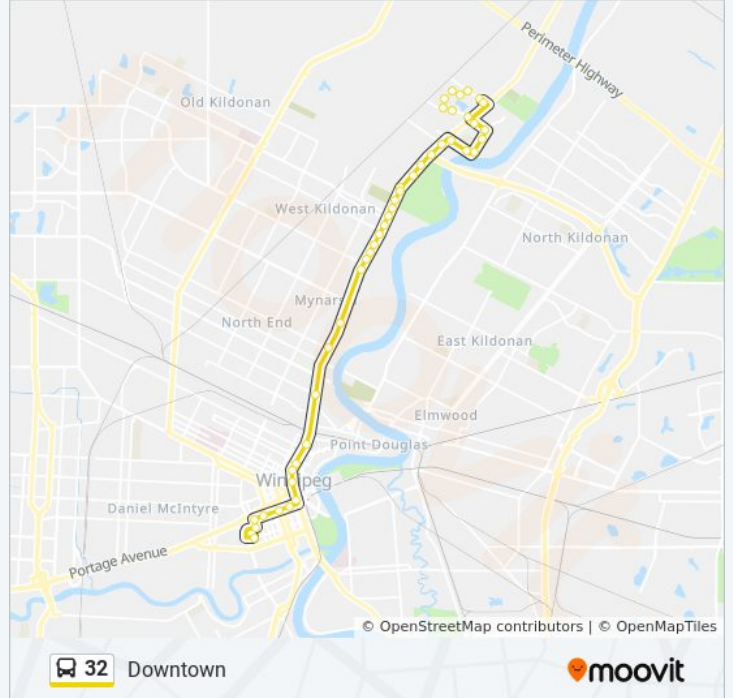 Perimeter Highway
Old Kildonan
West Kildonan
North Kildonan
Mynar
North End
East Kildonan
Elmwood
Point Douglas
Winnipeg
Daniel McIntyre
Portage Avenue
© OpenStreetMap contributors | © OpenMapTiles
32 Downtown
moovit